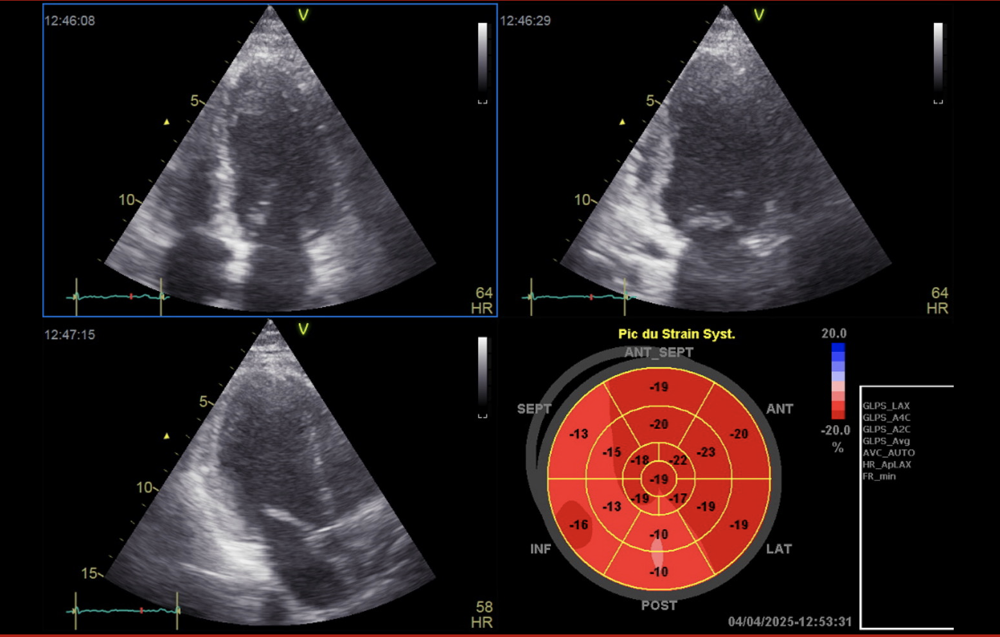 12:46:08
V
5
10
64
HR
12:46:29
V
5
10
64
HR
12:47:15
V
5
10
15
58
HR
Pic du Strain Syst.
20.0
-20.0
%
ANT_SEPT
SEPT
ANT
INF
LAT
POST
-19
-20
-13
-20
-15
-23
-18
-22
-19
-19
-17
-13
-19
-16
-19
-10
-10
GLPS_LAX
GLPS_A4C
GLPS_A2C
GLPS_Avg
AVC_AUTO
HR_ApLAX
FR_min
04/04/2025-12:53:31